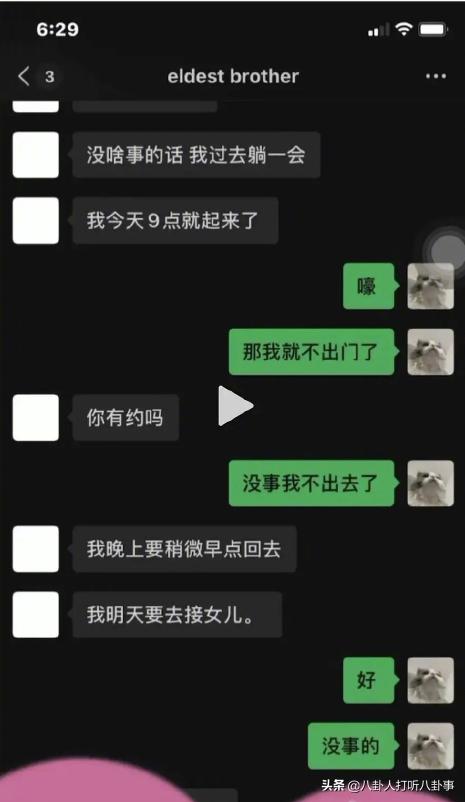 6:29
3
eldest brother
没啥事的话 我过去躺一会
我今天9点就起来了
嚎
那我就不出门了
你有约吗
没事我不出去了
我晚上要稍微早点回去
我明天要去接女儿。
好
没事的
头条 @八卦人打听八卦事